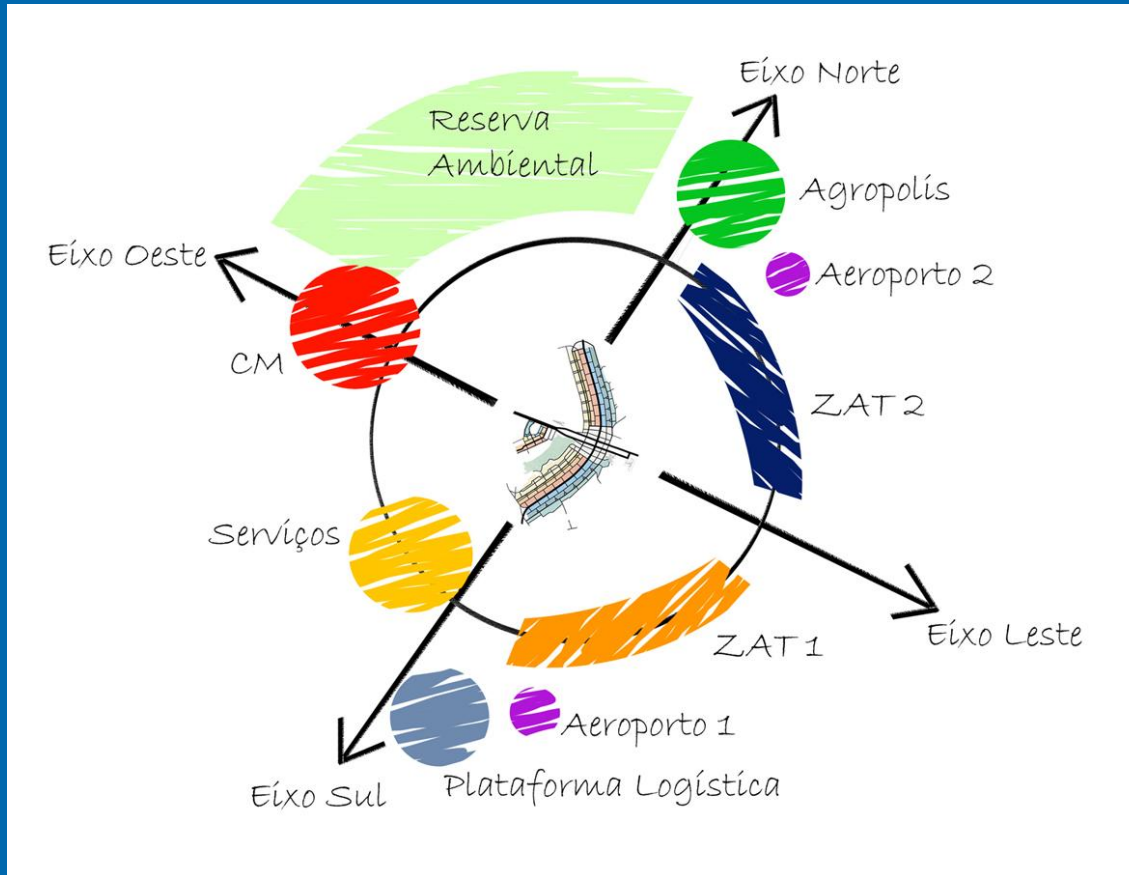 Eixo Norte
Reserva
Ambiental
Agropolis
Eixo Oeste
Aeroporto 2
CM
ZAT 2
Serviços
Eixo Leste
ZAT 1
Aeroporto 1
Plataforma Logística
Eixo Sul